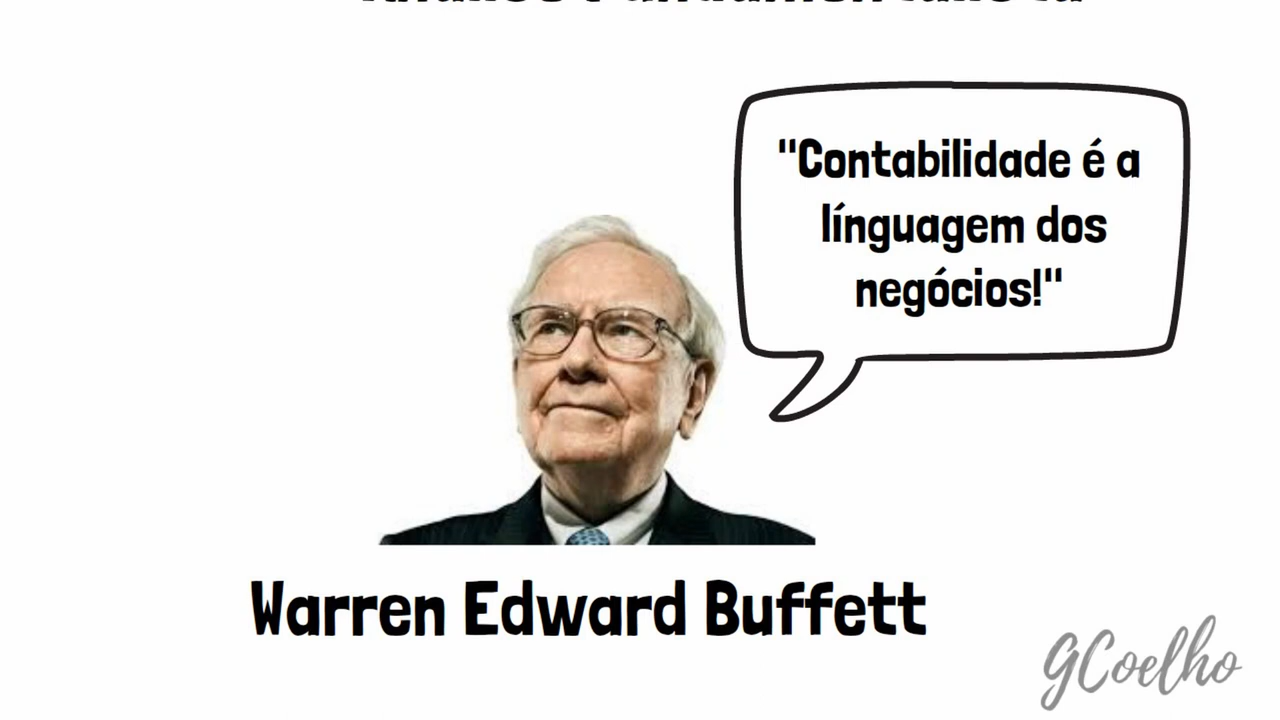 "Contabilidade é a
línguagem dos
negócios!"
Warren Edward Buffett
GCoelho